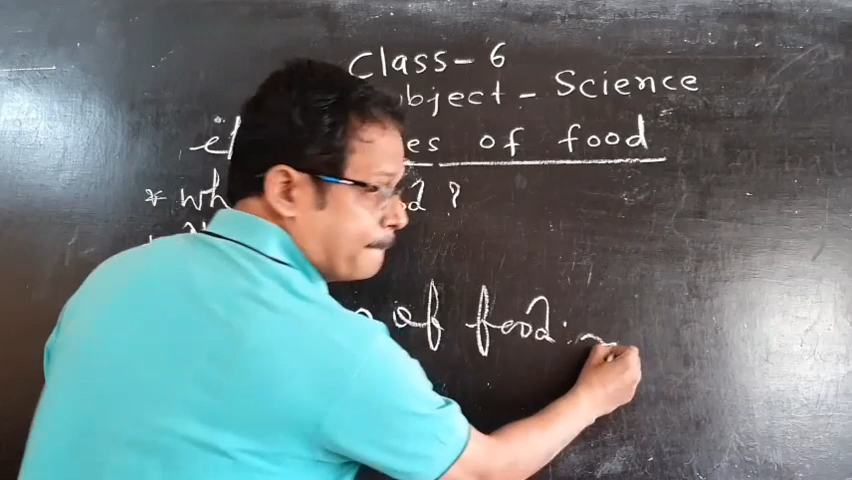 Class - 6
bject - Science
es of food
* wh d ?
of food :